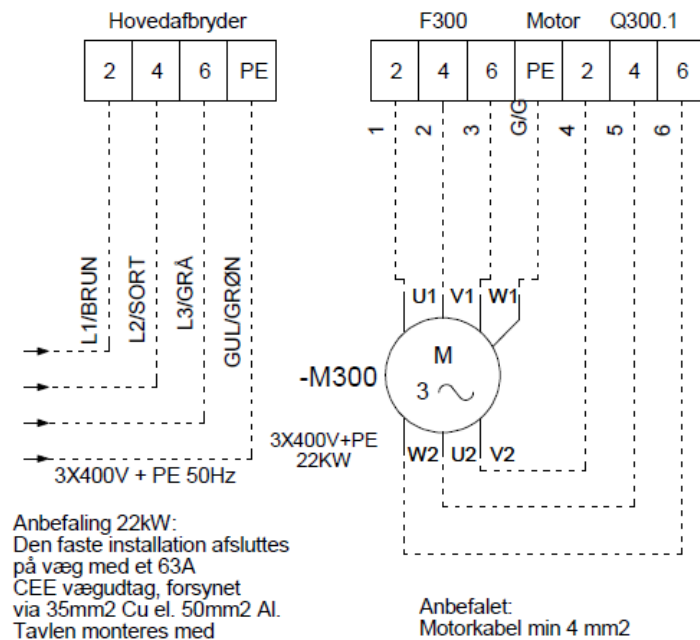 Hovedafbryder
2 4 6 PE
L1/BRUN
L2/SORT
L3/GRÅ
GUL/GRØN
3X400V + PE 50Hz
Anbefaling 22kW:
Den faste installation afsluttes
på væg med et 63A
CEE vægudtag, forsynet
via 35mm2 Cu el. 50mm2 Al.
Tavlen monteres med
F300 Motor Q300.1
2 4 6 PE 2 4 6
1 2 3 G/G 4 5 6
U1 V1 W1
M
3
-M300
3X400V+PE
22KW
W2 U2 V2
Anbefalet:
Motorkabel min 4 mm2